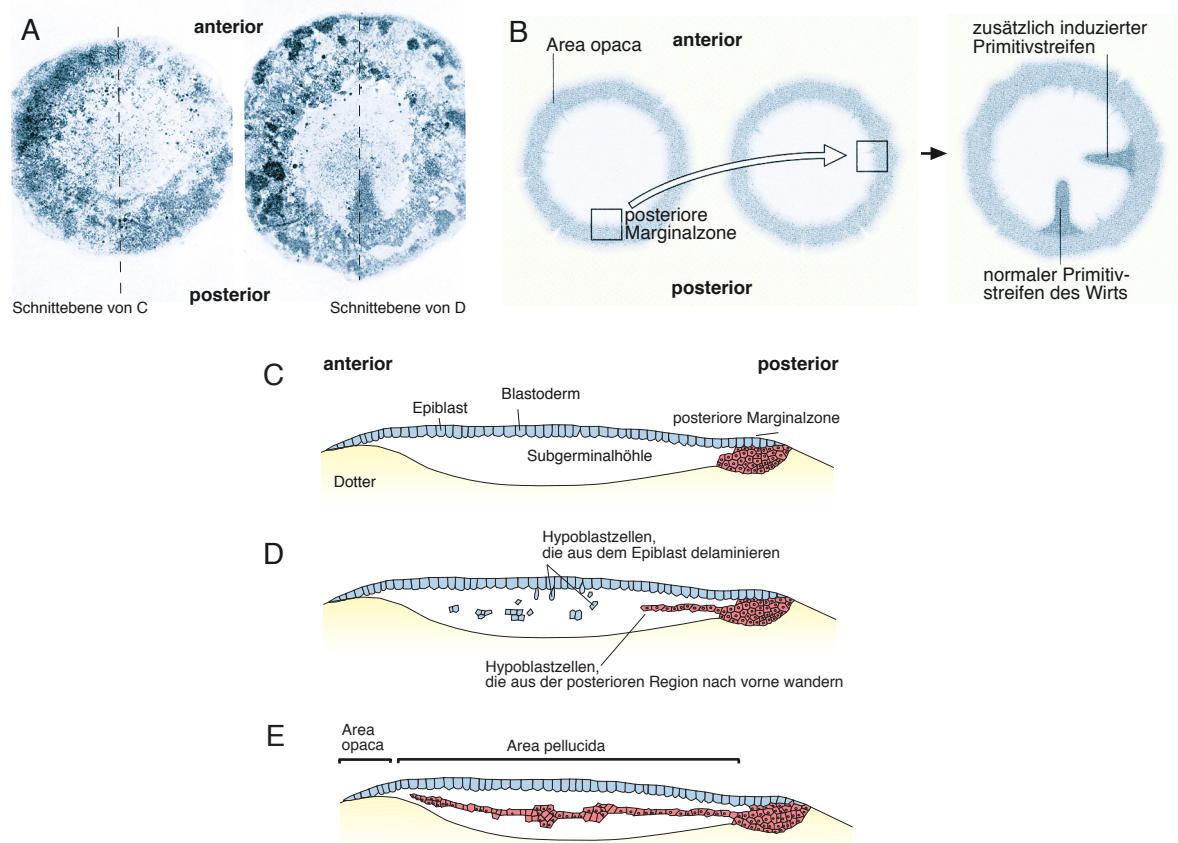 A
anterior
posterior
Schnittebene von C
Schnittebene von D
B
Area opaca
anterior
posteriore
Marginalzone
posterior
zusätzlich induzierter
Primitivstreifen
normaler Primitiv-
streifen des Wirts
C
anterior
posterior
Epiblast
Blastoderm
posteriore Marginalzone
Subgerminalhöhle
Dotter
D
Hypoblastzellen,
die aus dem Epiblast delaminieren
Hypoblastzellen,
die aus der posterioren Region nach vorne wandern
E
Area
opaca
Area pellucida